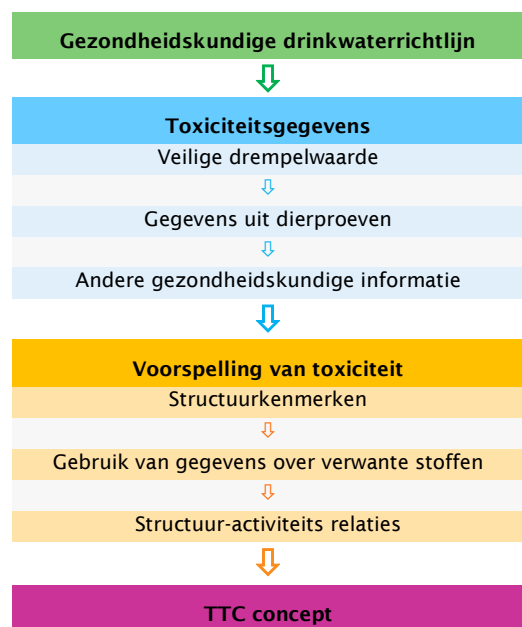 Gezondheidskundige drinkwaterrichtlijn
Toxiciteitsgegevens
Veilige drempelwaarde
Gegevens uit dierproeven
Andere gezondheidskundige informatie
Voorspelling van toxiciteit
Structuurkenmerken
Gebruik van gegevens over verwante stoffen
Structuur-activiteits relaties
TTC concept